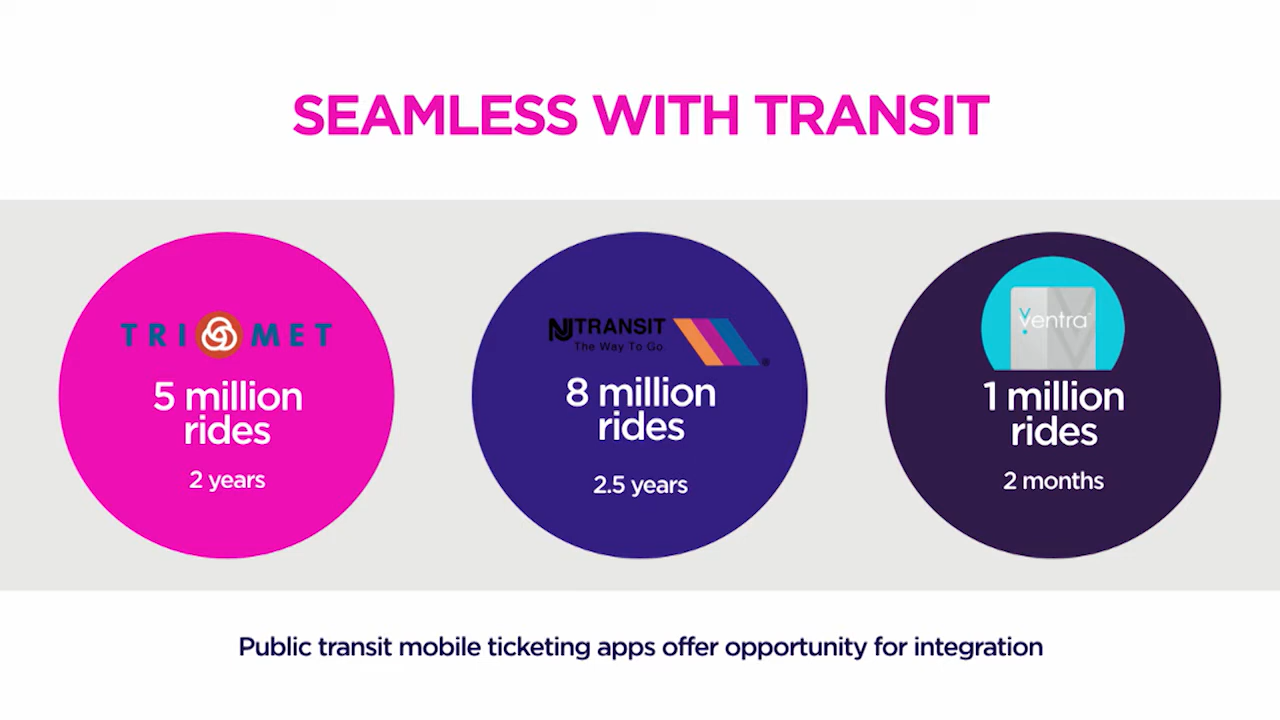 SEAMLESS WITH TRANSIT
TRI MET
5 million
rides
2 years
NJTRANSIT
The Way To Go.
8 million
rides
2.5 years
Ventra
1 million
rides
2 months
Public transit mobile ticketing apps offer opportunity for integration